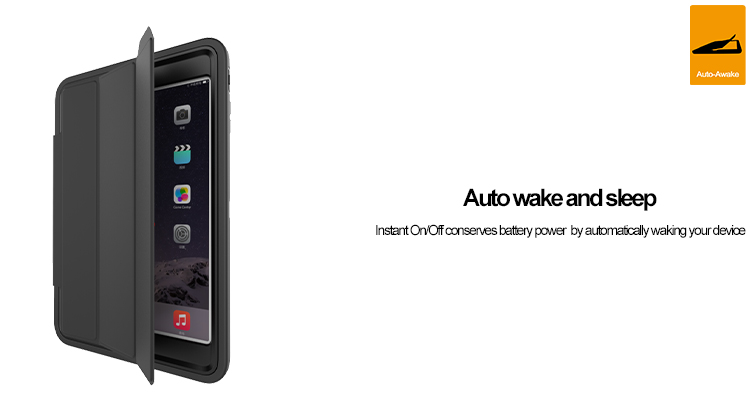 Auto-Awake
Auto wake and sleep
Instant On/Off conserves battery power by automatically waking your device